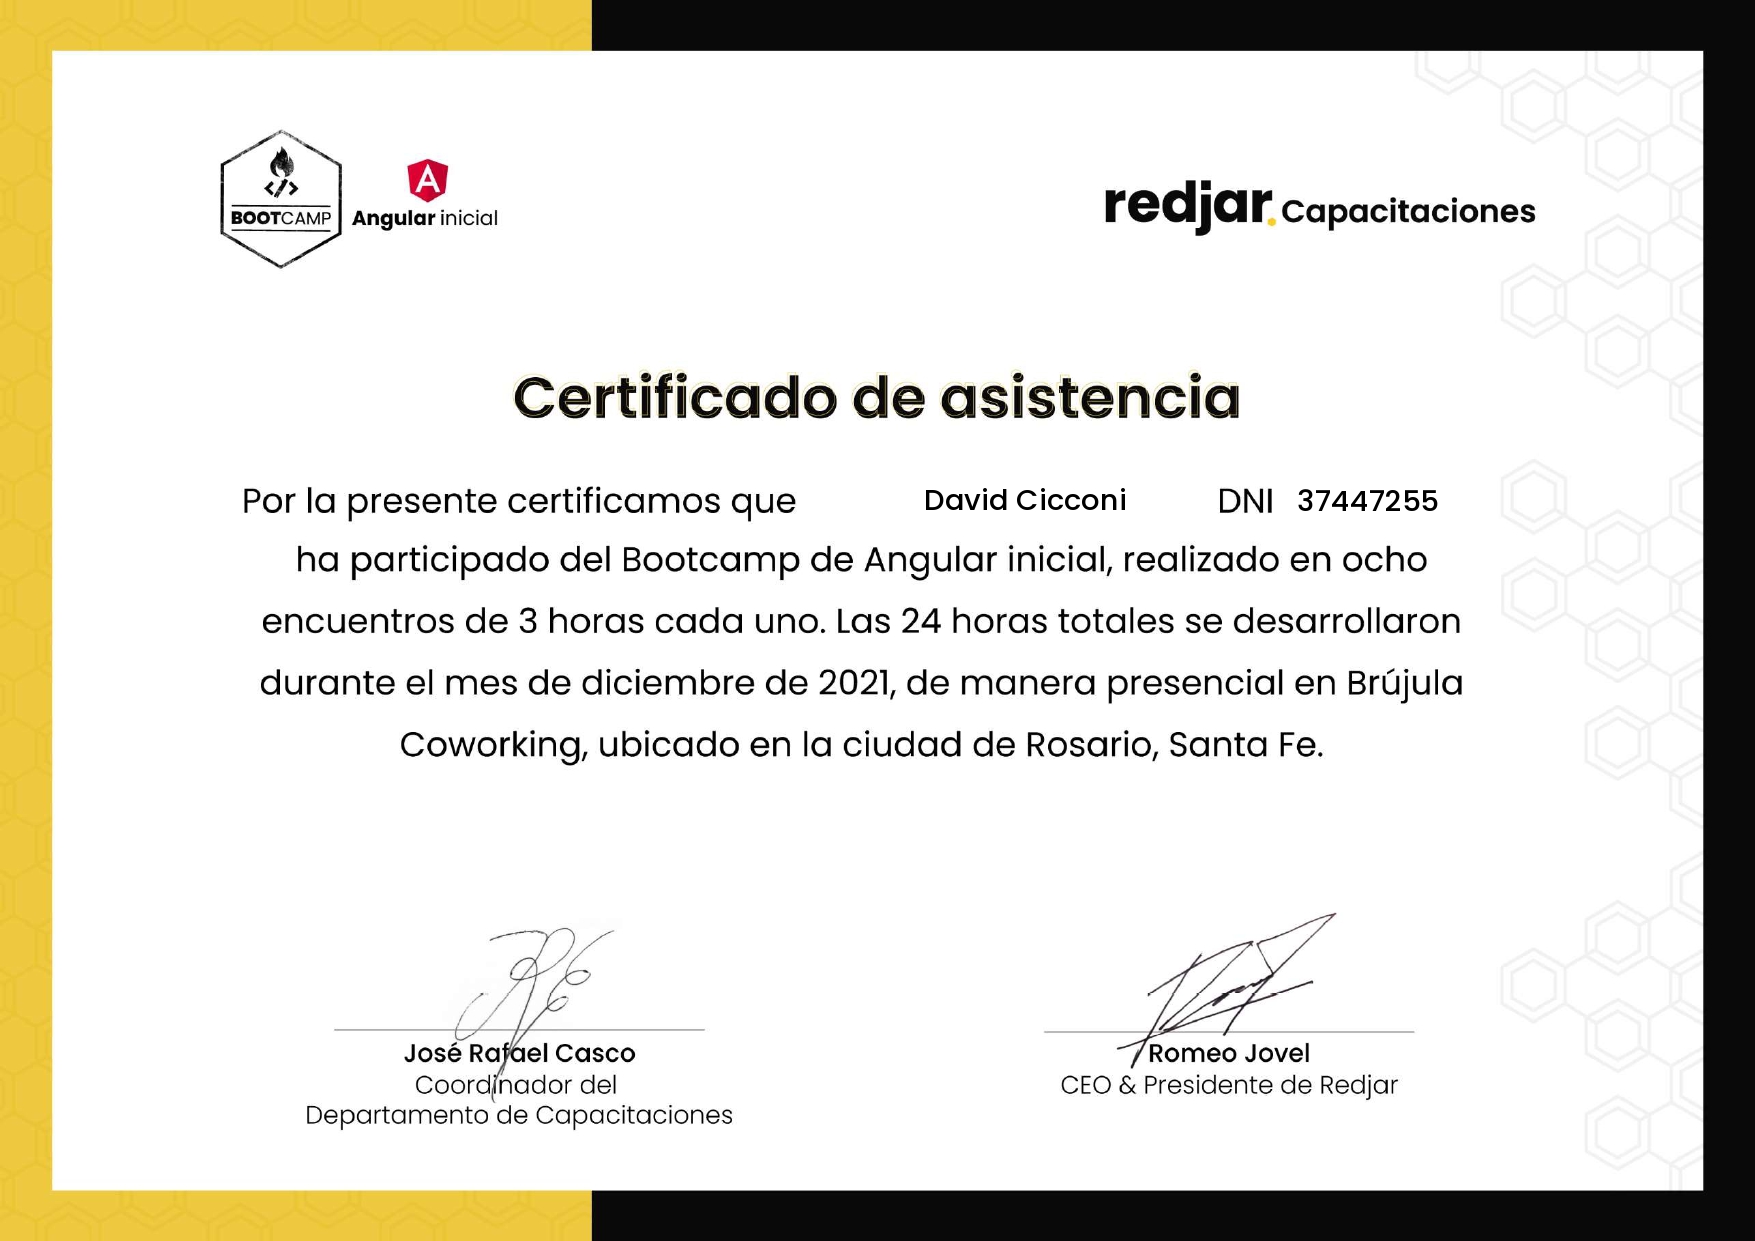 BOOTCAMP
Angular inicial
redjar. Capacitaciones
Certificado de asistencia
Por la presente certificamos que David Cicconi DNI 37447255
ha participado del Bootcamp de Angular inicial, realizado en ocho
encuentros de 3 horas cada uno. Las 24 horas totales se desarrollaron
durante el mes de diciembre de 2021, de manera presencial en Brújula
Coworking, ubicado en la ciudad de Rosario, Santa Fe.
José Rafael Casco
Coordinador del
Departamento de Capacitaciones
Romeo Jovel
CEO & Presidente de Redjar